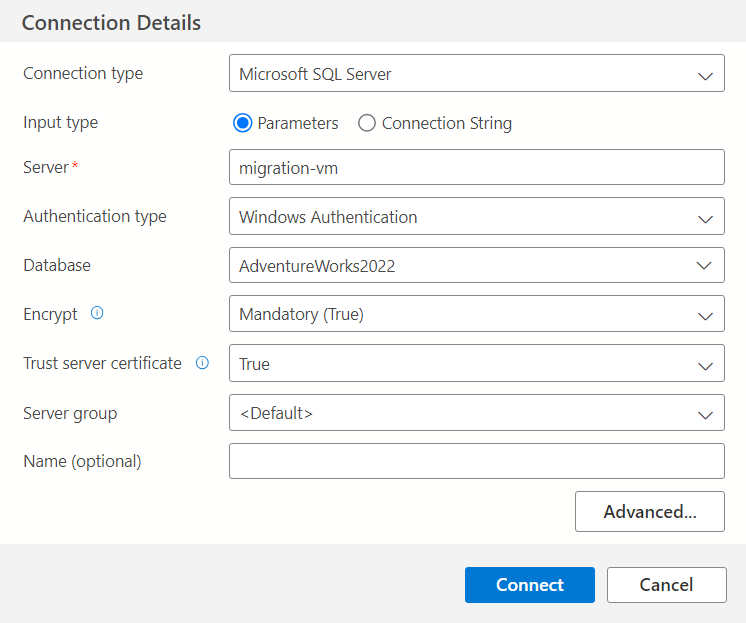 Connection Details
Connection type Microsoft SQL Server
Input type Parameters Connection String
Server* migration-vm
Authentication type Windows Authentication
Database AdventureWorks2022
Encrypt Mandatory (True)
Trust server certificate True
Server group <Default>
Name (optional)
Advanced...
Connect Cancel